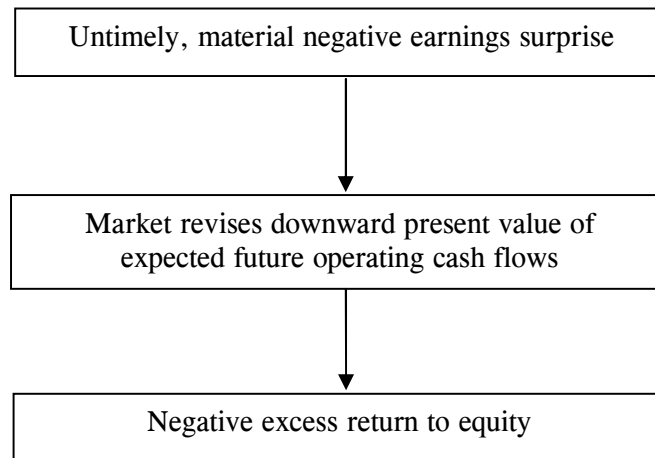 Untimely, material negative earnings surprise
Market revises downward present value of
expected future operating cash flows
Negative excess return to equity